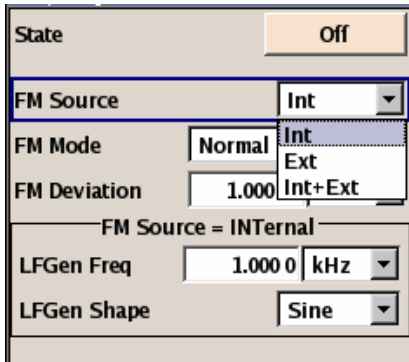 State Off
FM Source Int
Int
FM Mode Normal
Ext
FM Deviation 1.000
Int+Ext
FM Source = INTernal
LFGen Freq 1.000 0 kHz
LFGen Shape Sine